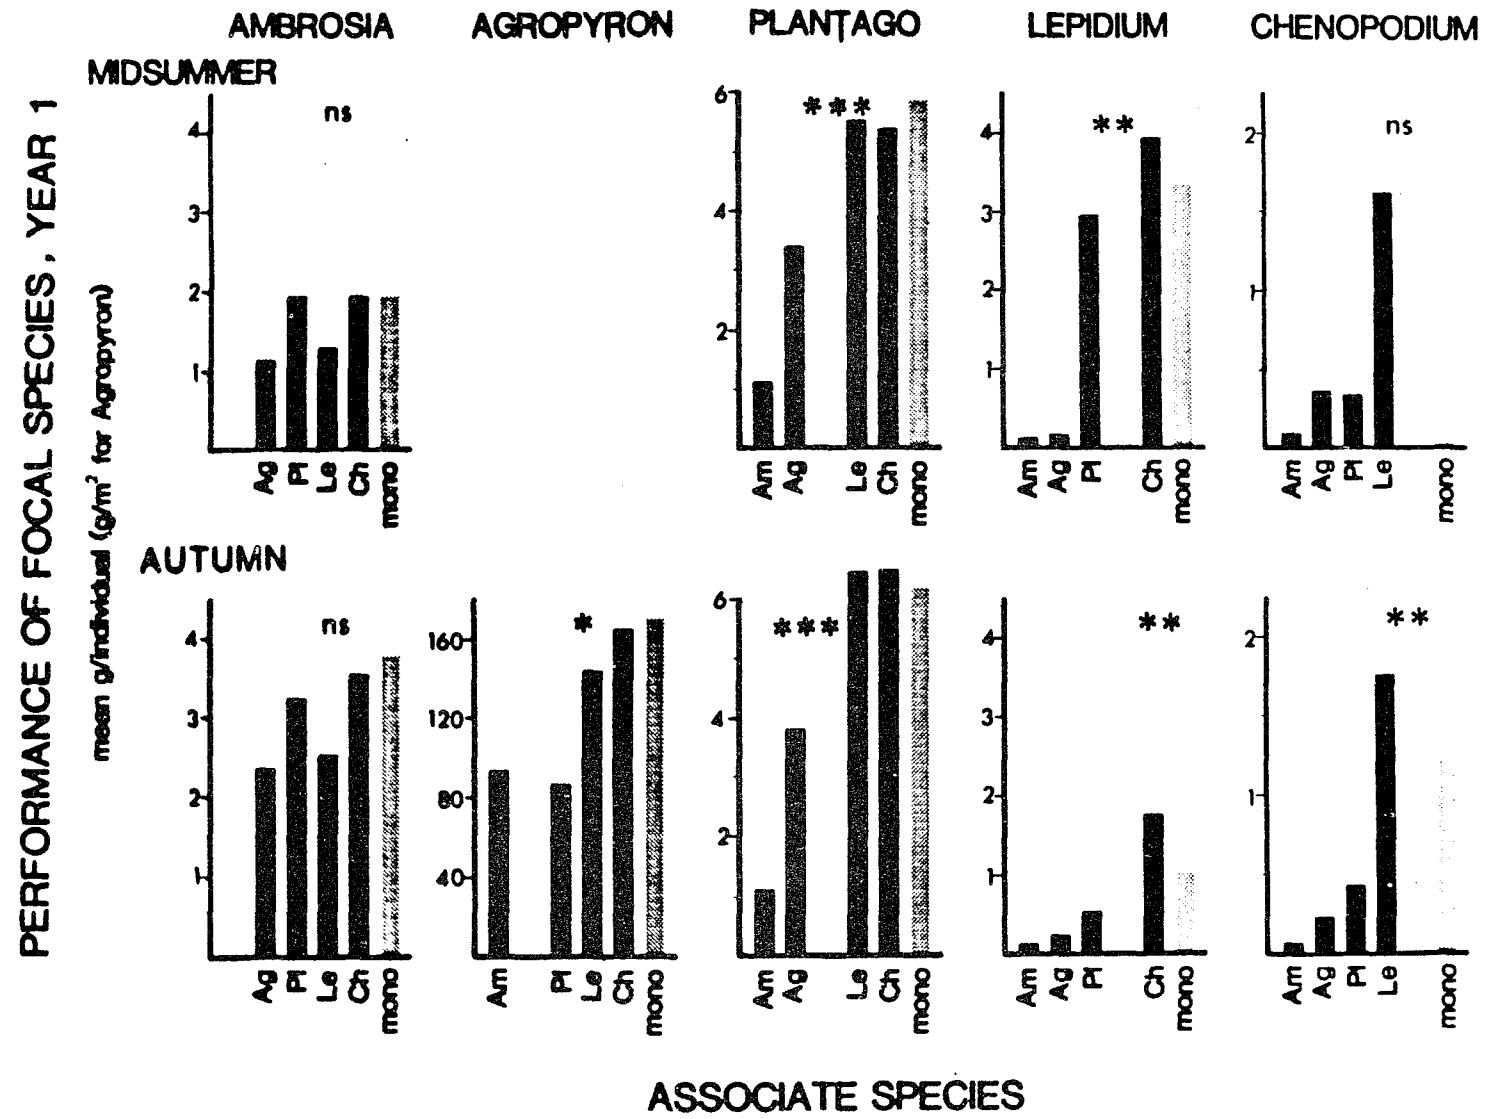 AMBROSIA AGROPYRON PLANTAGO LEPIDIUM CHENOPODIUM
MIDSUMMER
PERFORMANCE OF FOCAL SPECIES, YEAR 1
mean g/individual (g/m² for Agropyron)
ns
4
3
2
1
Ag Pl Le Ch mono
***
6
4
2
Am Ag Le Ch mono
**
4
3
2
1
Am Ag Pl Ch mono
ns
2
1
Am Ag Pl Le mono
AUTUMN
ns
4
3
2
1
Ag Pl Le Ch mono
*
160
120
80
40
Am Pl Le Ch mono
***
6
4
2
Am Ag Le Ch mono
**
4
3
2
1
Am Ag Pl Ch mono
**
2
1
Am Ag Pl Le mono
ASSOCIATE SPECIES